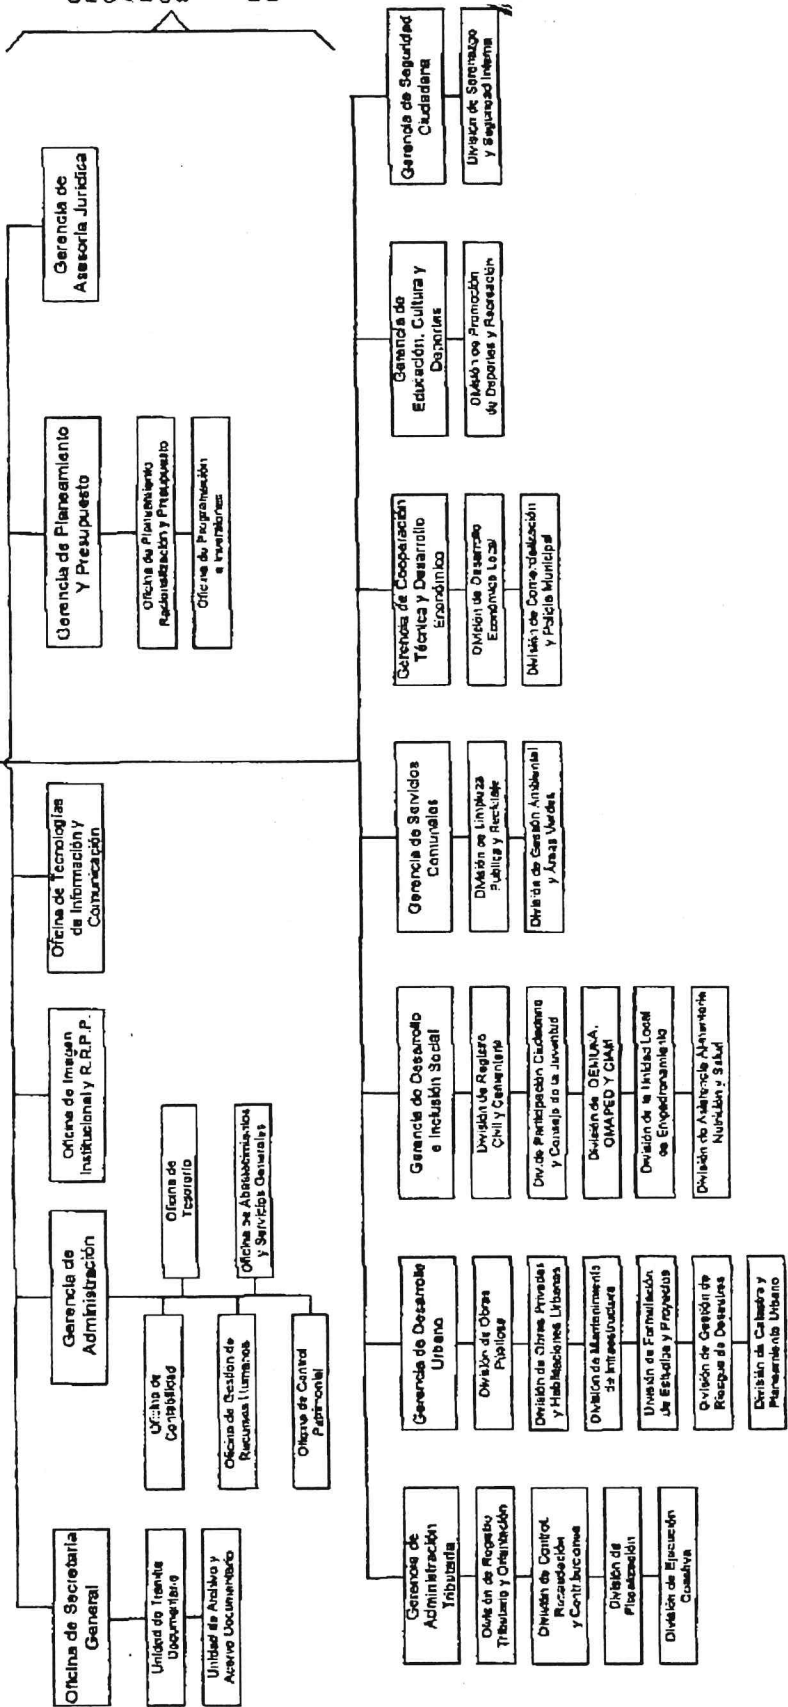 Oficina de Secretaria
General
Unidad de Tramite
Documentario
Unidad de Archivo y
Acervo Documentario
Gerencia de
Administración
Oficina de
Contabilidad
Oficina de Gestion de
Recursos Humanos
Oficina de Control
Patrimonial
Oficina de
Tesorería
Oficina de Abastecimientos
y Servicios Generales
Oficina de Imagen
Institucional y R.R.P.P.
Oficina de Tecnologías
de Información y
Comunicación
Gerencia de Planeamiento
Y Presupuesto
Oficina de Planeamiento
Racionalización y Presupuesto
Oficina de Programación
e Inversiones
Gerencia de
Asesoría Jurídica
Gerencia de
Administración
Tributaria
División de Registro
Tributario y Orientación
División de Control,
Recaudación
y Contribuciones
División de
Fiscalización
División de Ejecución
Coactiva
Gerencia de Desarrollo
Urbano
División de Obras
Públicas
División de Obras Privadas
y Habilitaciones Urbanas
División de Mantenimiento
de Infraestructura
División de Formulación
de Estudios y Proyectos
División de Gestión de
Riesgos de Desastres
División de Catastro y
Planeamiento Urbano
Gerencia de Desarrollo
e Inclusión Social
División de Registro
Civil y Cementerio
Div. de Participación Ciudadana
y Consejo de la Juventud
División de DEMUNA,
OMAPED Y CIAM
División de la Unidad Local
de Empadronamiento
División de Asistencia Alimentaria
Nutrición y Salud
Gerencia de Servicios
Comunales
División de Limpieza
Publica y Reciclaje
División de Gestión Ambiental
y Áreas Verdes
Gerencia de Cooperación
Técnica y Desarrollo
Económico
División de Desarrollo
Económico Local
División de Comercialización
y Policía Municipal
Gerencia de
Educación, Cultura y
Deportes
División de Promoción
de Deportes y Recreación
Gerencia de Seguridad
Ciudadana
División de Serenazgo
y Seguridad Interna